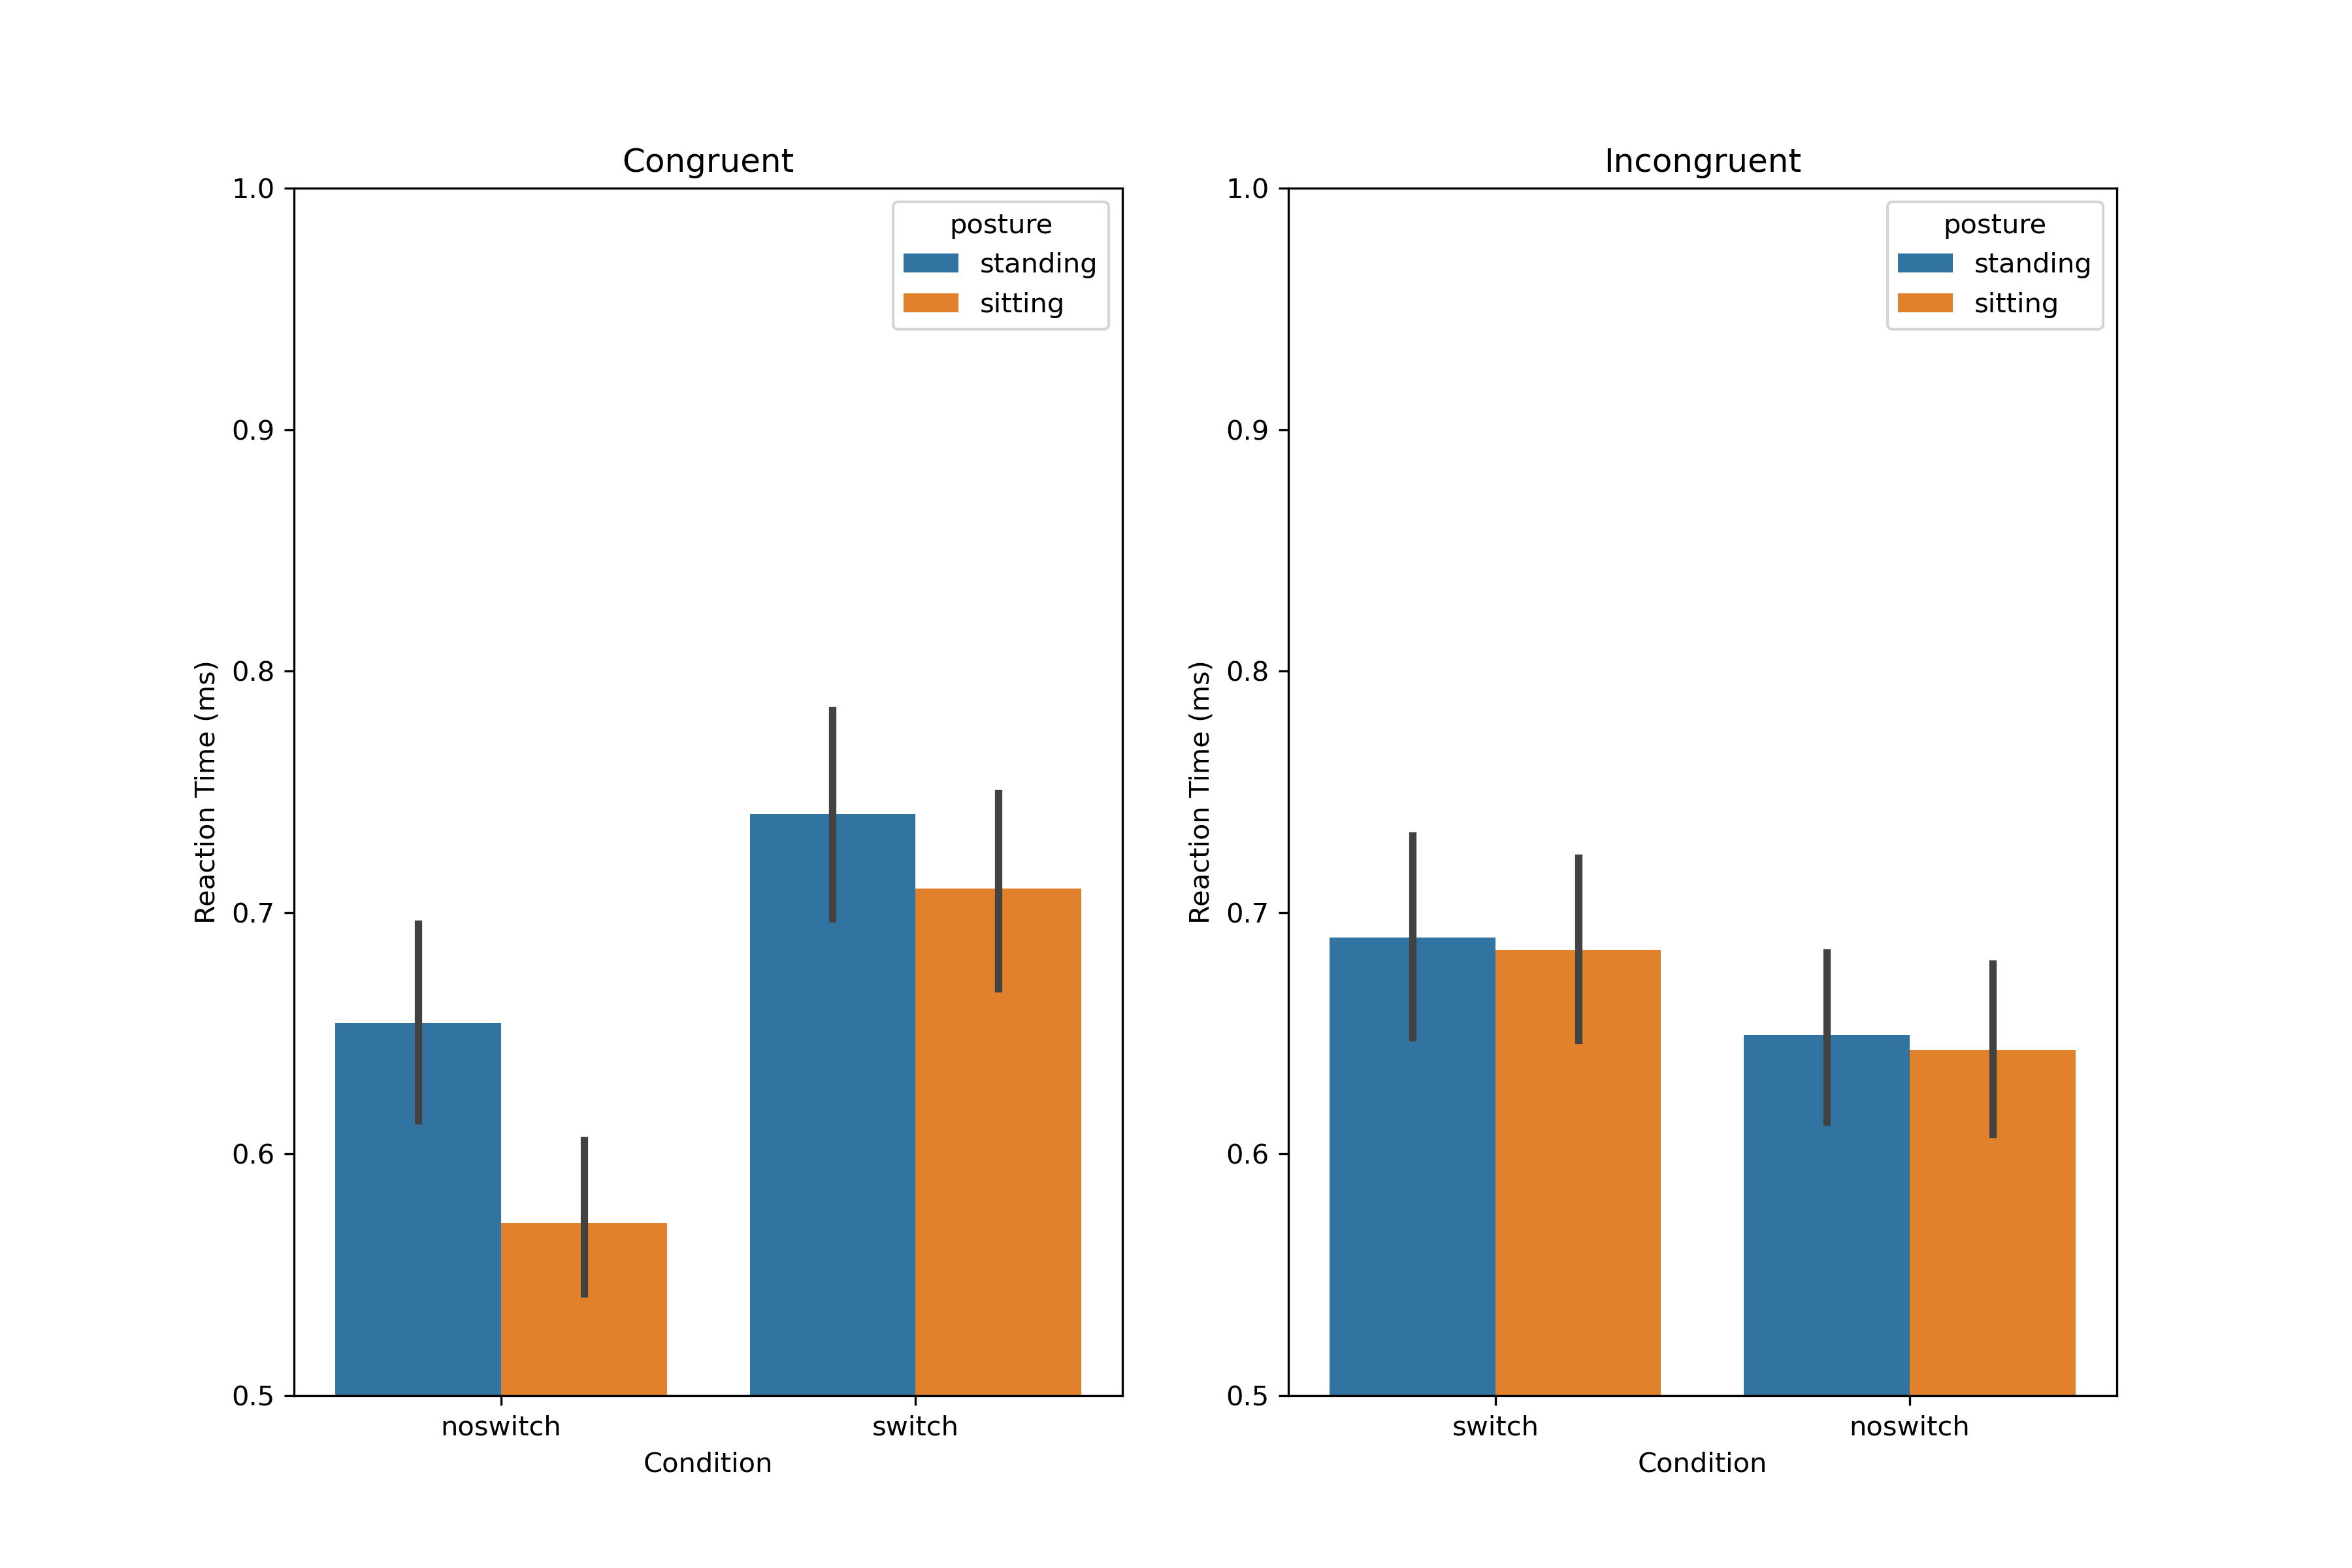 Congruent
1.0
0.9
0.8
0.7
0.6
0.5
Reaction Time (ms)
posture
standing
sitting
noswitch switch
Condition
Incongruent
1.0
0.9
0.8
0.7
0.6
0.5
Reaction Time (ms)
posture
standing
sitting
switch noswitch
Condition